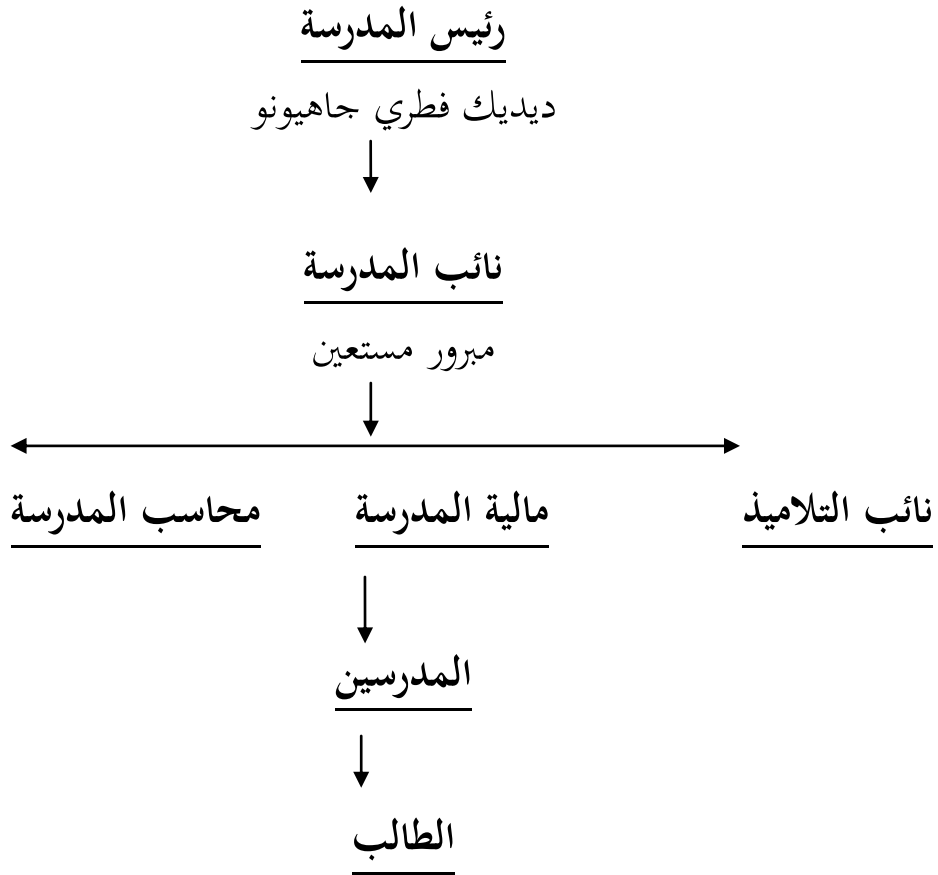 رئيس المدرسة
ديديك فطري جاهيونو
نائب المدرسة
مبرور مستعين
نائب التلاميذ مالية المدرسة محاسب المدرسة
المدرسين
الطالب